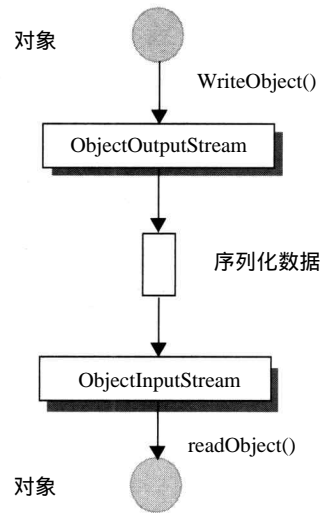 对象
WriteObject()
ObjectOutputStream
序列化数据
ObjectInputStream
readObject()
对象